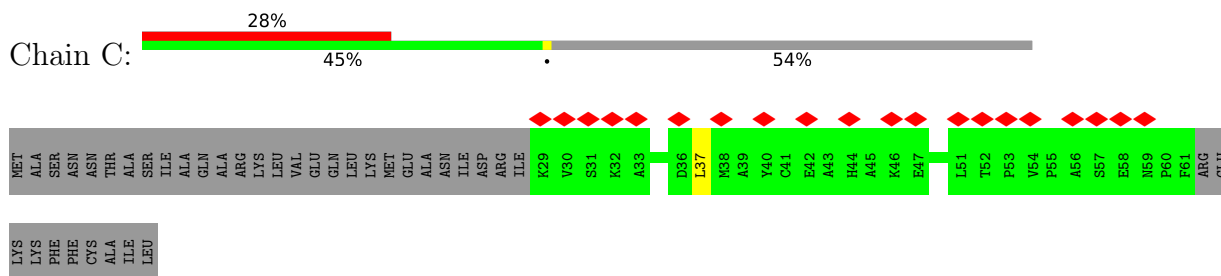 28%
Chain C:
45% • 54%
MET ALA SER ASN ASN THR ALA SER ILE ALA GLN ALA ARG LYS LEU VAL GLU GLN LEU LYS MET GLU ALA ASN ILE ASP ARG ILE K29 V30 S31 K32 A33 D36 L37 M38 A39 Y40 C41 E42 A43 H44 A45 K46 E47 L51 T52 P53 V54 P55 A56 S57 E58 N59 P60 F61 ARG GLU
LYS LYS PHE PHE CYS ALA ILE LEU